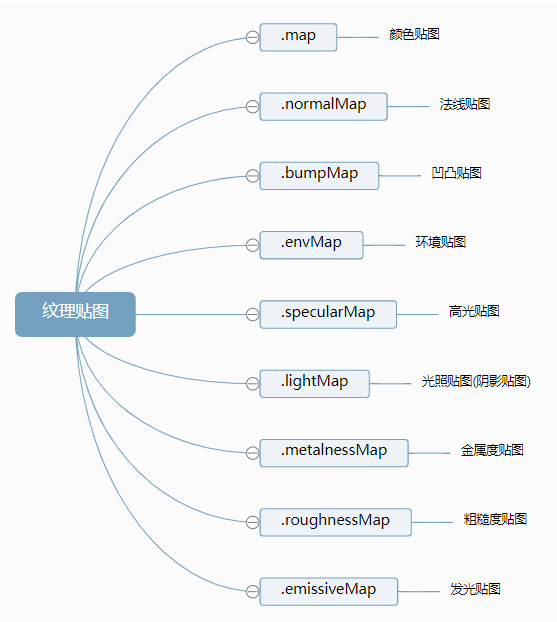 .map
颜色贴图
.normalMap
法线贴图
.bumpMap
凹凸贴图
.envMap
环境贴图
纹理贴图
.specularMap
高光贴图
.lightMap
光照贴图(阴影贴图)
.metalnessMap
金属度贴图
.roughnessMap
粗糙度贴图
.emissiveMap
发光贴图